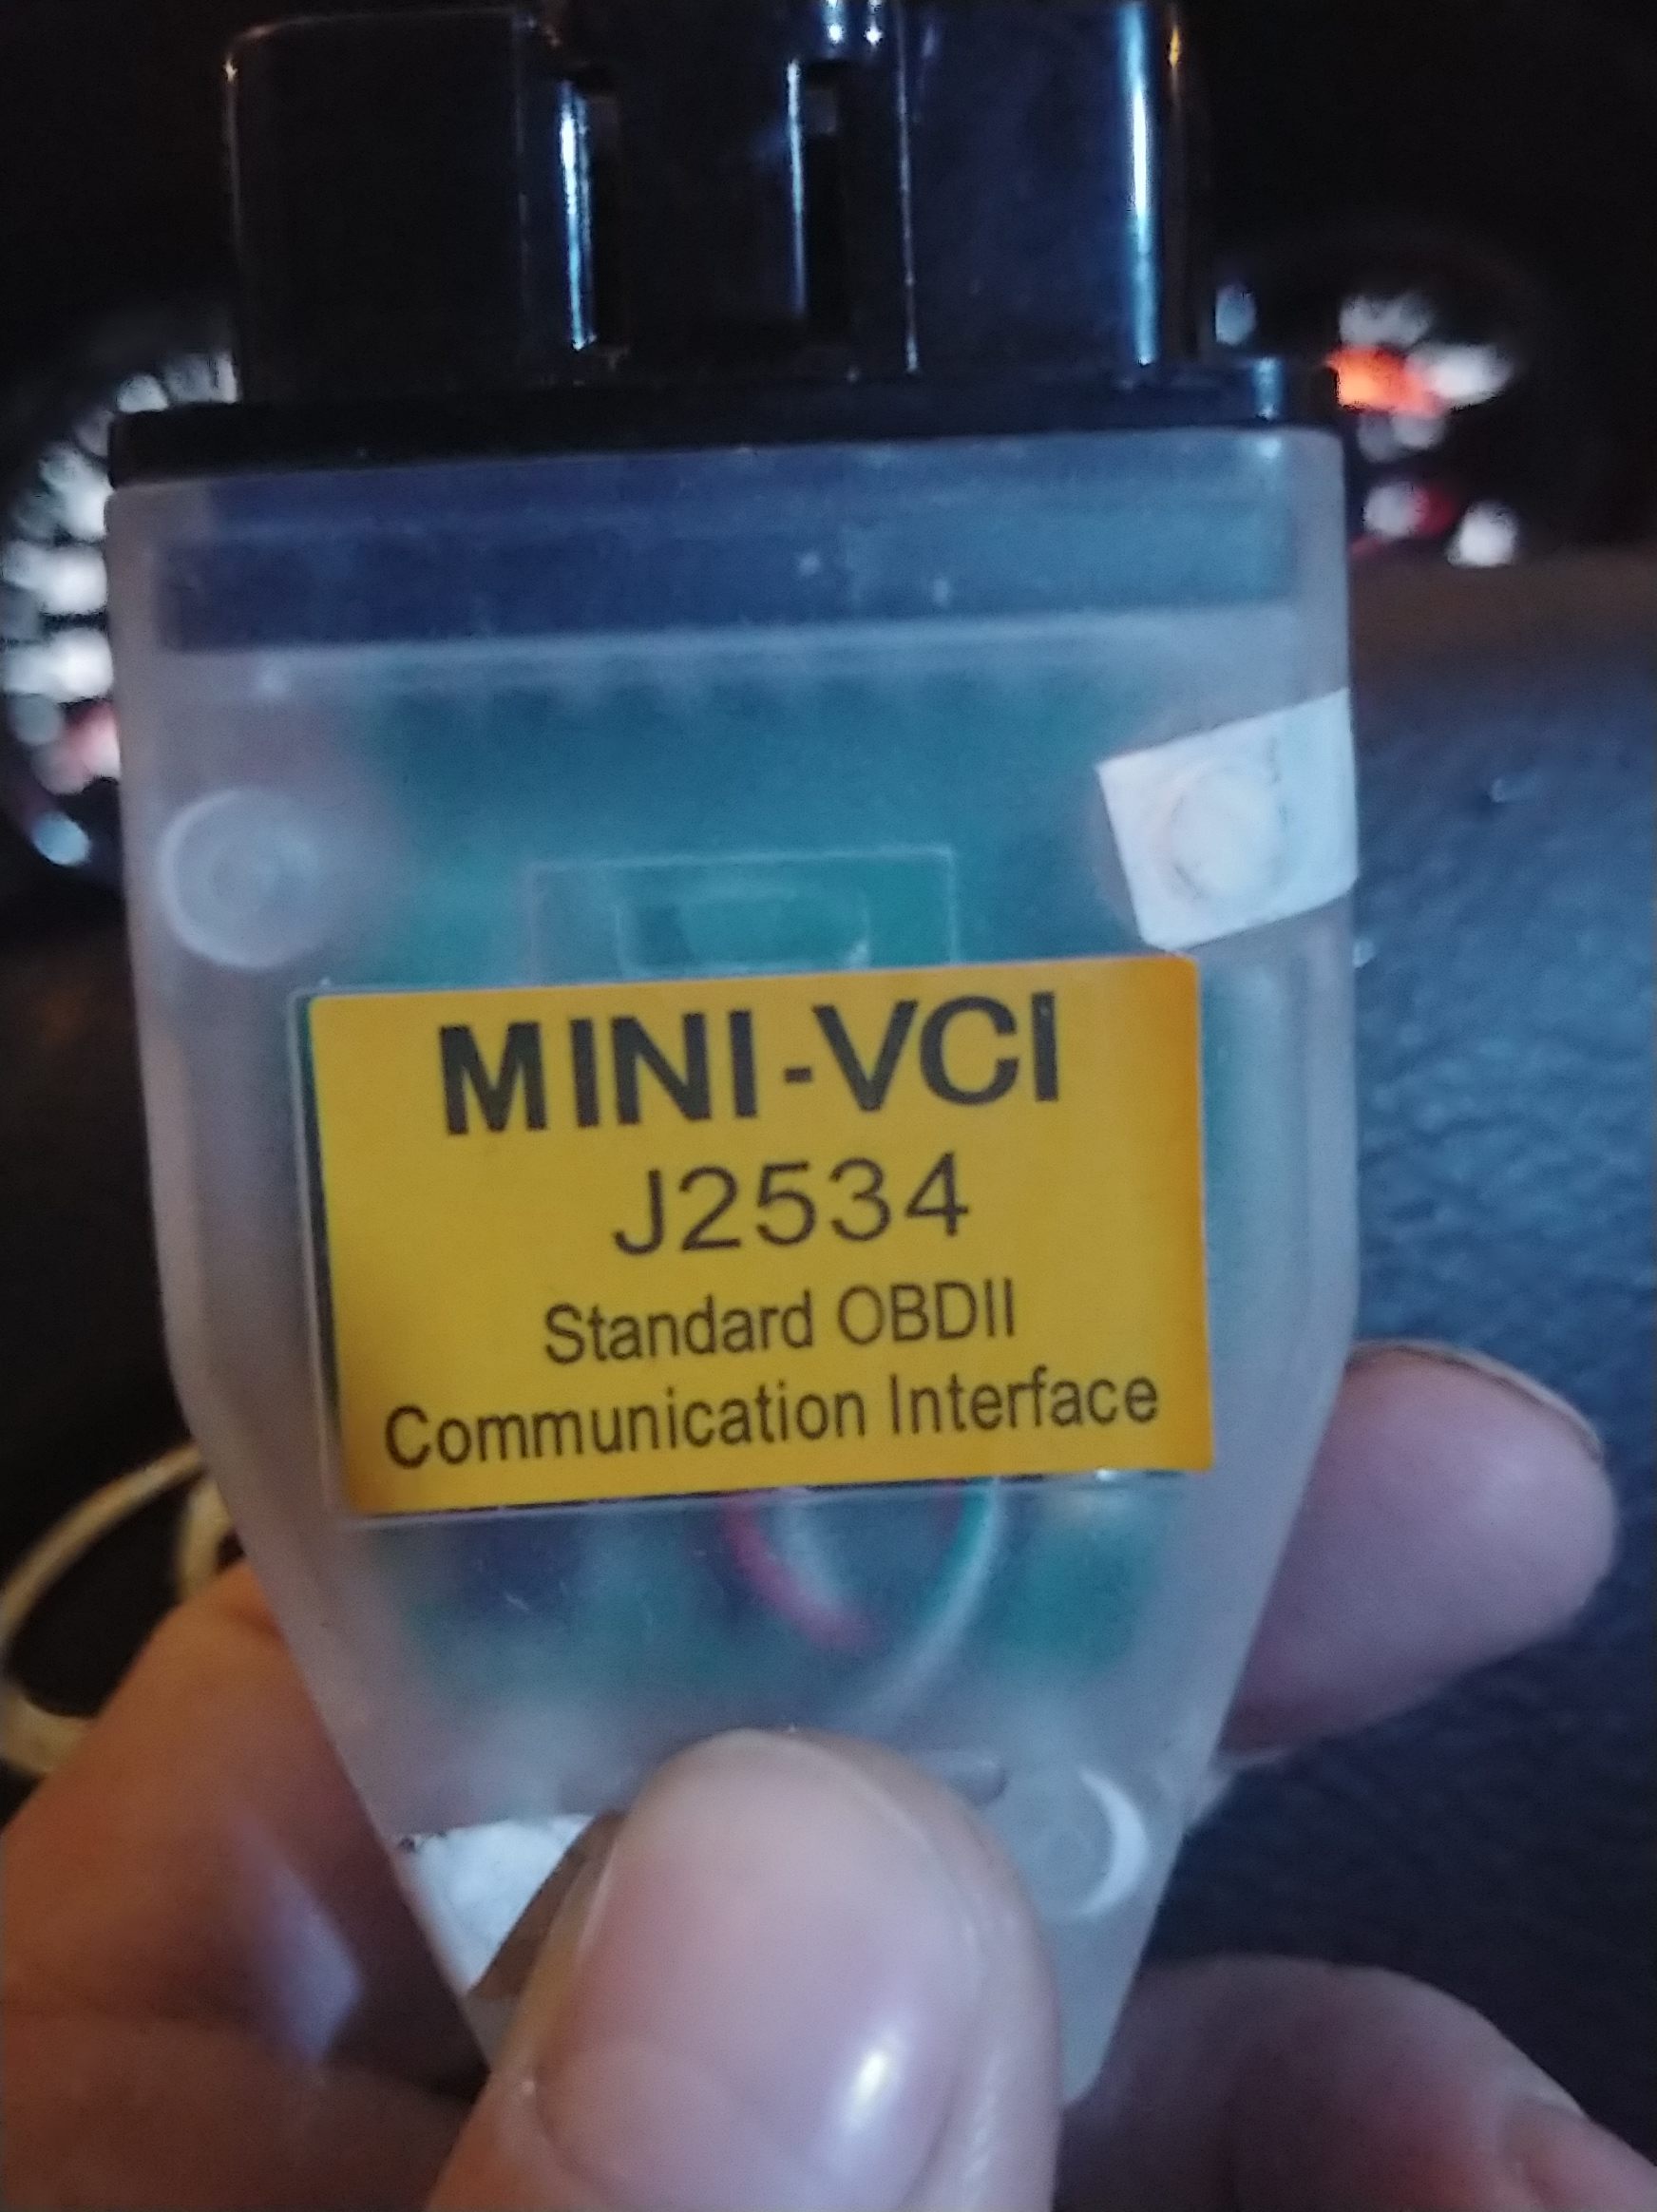 MINI-VCI
J2534
Standard OBDII
Communication Interface